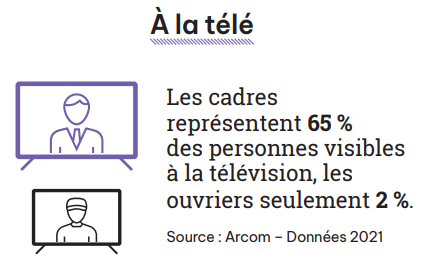 À la télé
Les cadres
représentent 65 %
des personnes visibles
à la télévision, les
ouvriers seulement 2 %.
Source : Arcom – Données 2021